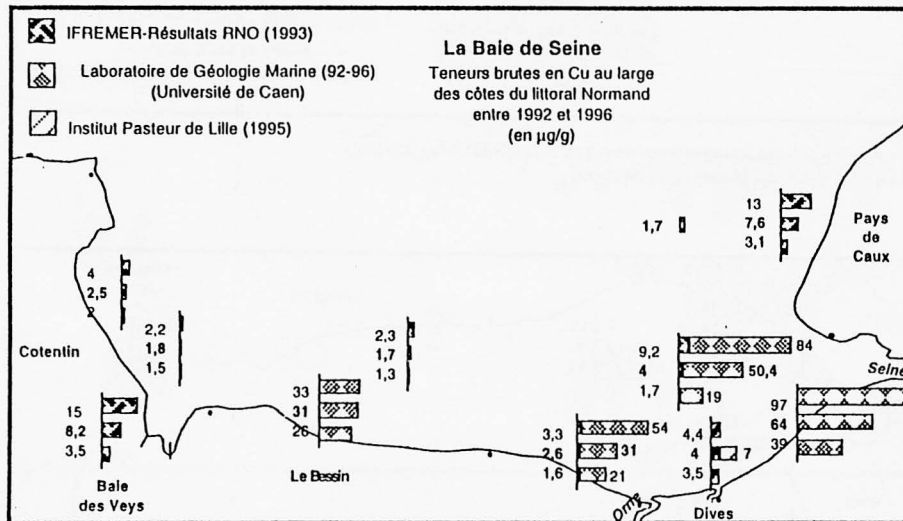 IFREMER-Résultats RNO (1993)
Laboratoire de Géologie Marine (92-96)
(Université de Caen)
Institut Pasteur de Lille (1995)
La Baie de Seine
Teneurs brutes en Cu au large
des côtes du littoral Normand
entre 1992 et 1996
(en µg/g)
13
1,7
7,6
3,1
Pays
de
Caux
4
2,5
2
2,2
1,8
1,5
2,3
1,7
1,3
Cotentin
9,2
84
4
50,4
1,7
19
Seine
15
8,2
3,5
33
31
26
97
64
39
3,3
54
2,6
31
1,6
21
4,4
4
7
3,5
Baie
des Veys
Le Bessin
Orne
Dives